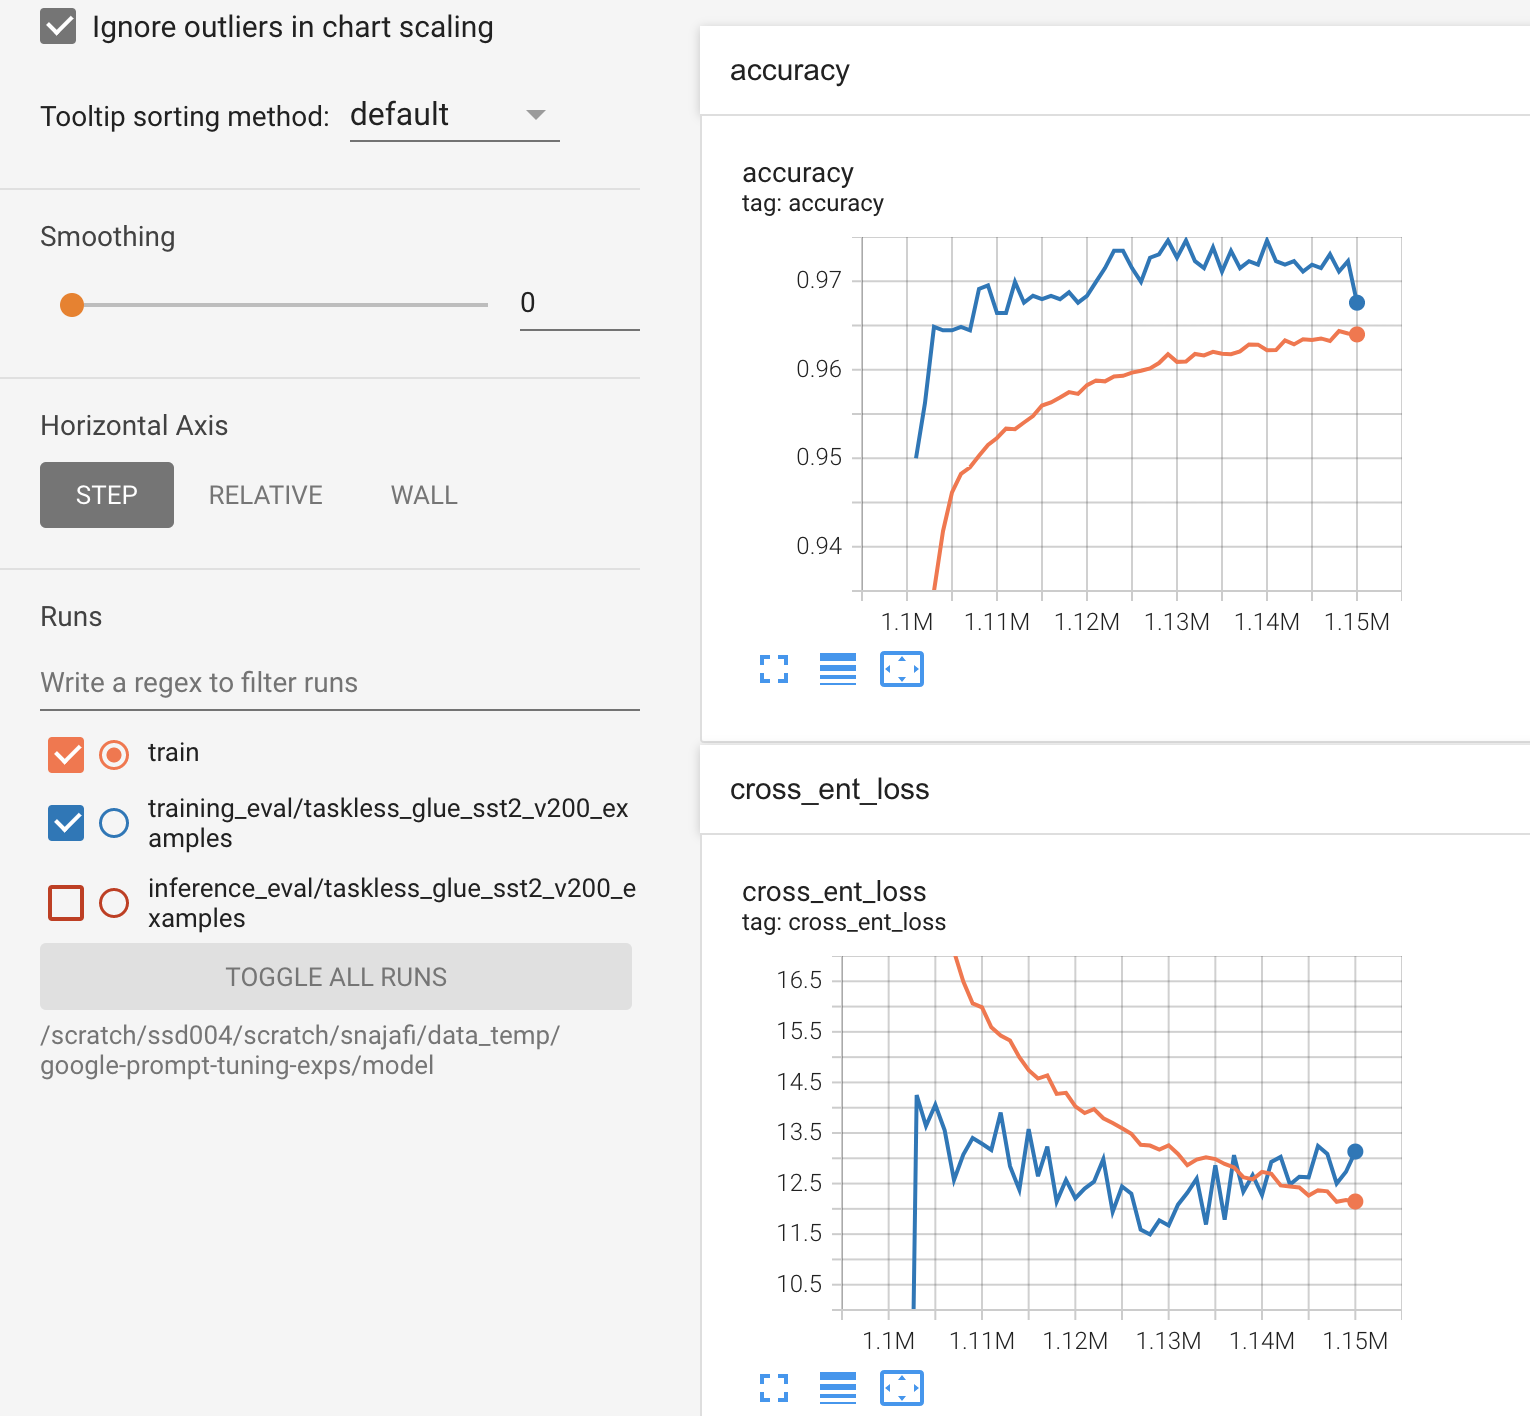 Ignore outliers in chart scaling
Tooltip sorting method: default
Smoothing
0
Horizontal Axis
STEP RELATIVE WALL
Runs
Write a regex to filter runs
train
training_eval/taskless_glue_sst2_v200_ex
amples
inference_eval/taskless_glue_sst2_v200_e
xamples
TOGGLE ALL RUNS
/scratch/ssd004/scratch/snajafi/data_temp/
google-prompt-tuning-exps/model
accuracy
accuracy
tag: accuracy
0.97
0.96
0.95
0.94
1.1M 1.11M 1.12M 1.13M 1.14M 1.15M
cross_ent_loss
cross_ent_loss
tag: cross_ent_loss
16.5
15.5
14.5
13.5
12.5
11.5
10.5
1.1M 1.11M 1.12M 1.13M 1.14M 1.15M